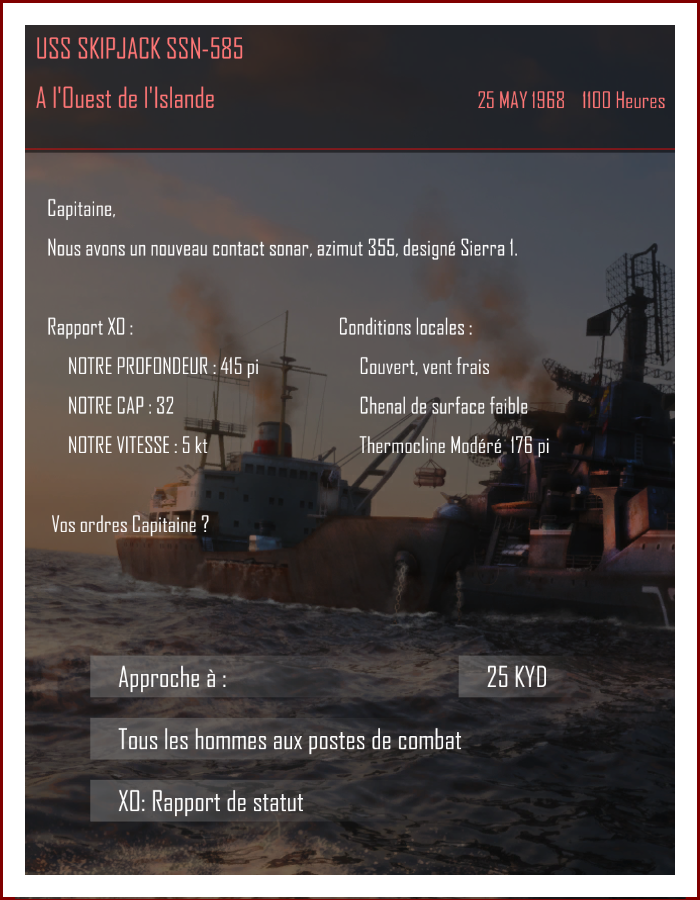 USS SKIPJACK SSN-585
A l'Ouest de l'Islande
25 MAY 1968 1100 Heures
Capitaine,
Nous avons un nouveau contact sonar, azimut 355, designé Sierra 1.
Rapport XO :
NOTRE PROFONDEUR : 415 pi
NOTRE CAP : 32
NOTRE VITESSE : 5 kt
Conditions locales :
Couvert, vent frais
Chenal de surface faible
Thermocline Modéré 176 pi
Vos ordres Capitaine ?
Approche à : 25 KYD
Tous les hommes aux postes de combat
XO: Rapport de statut